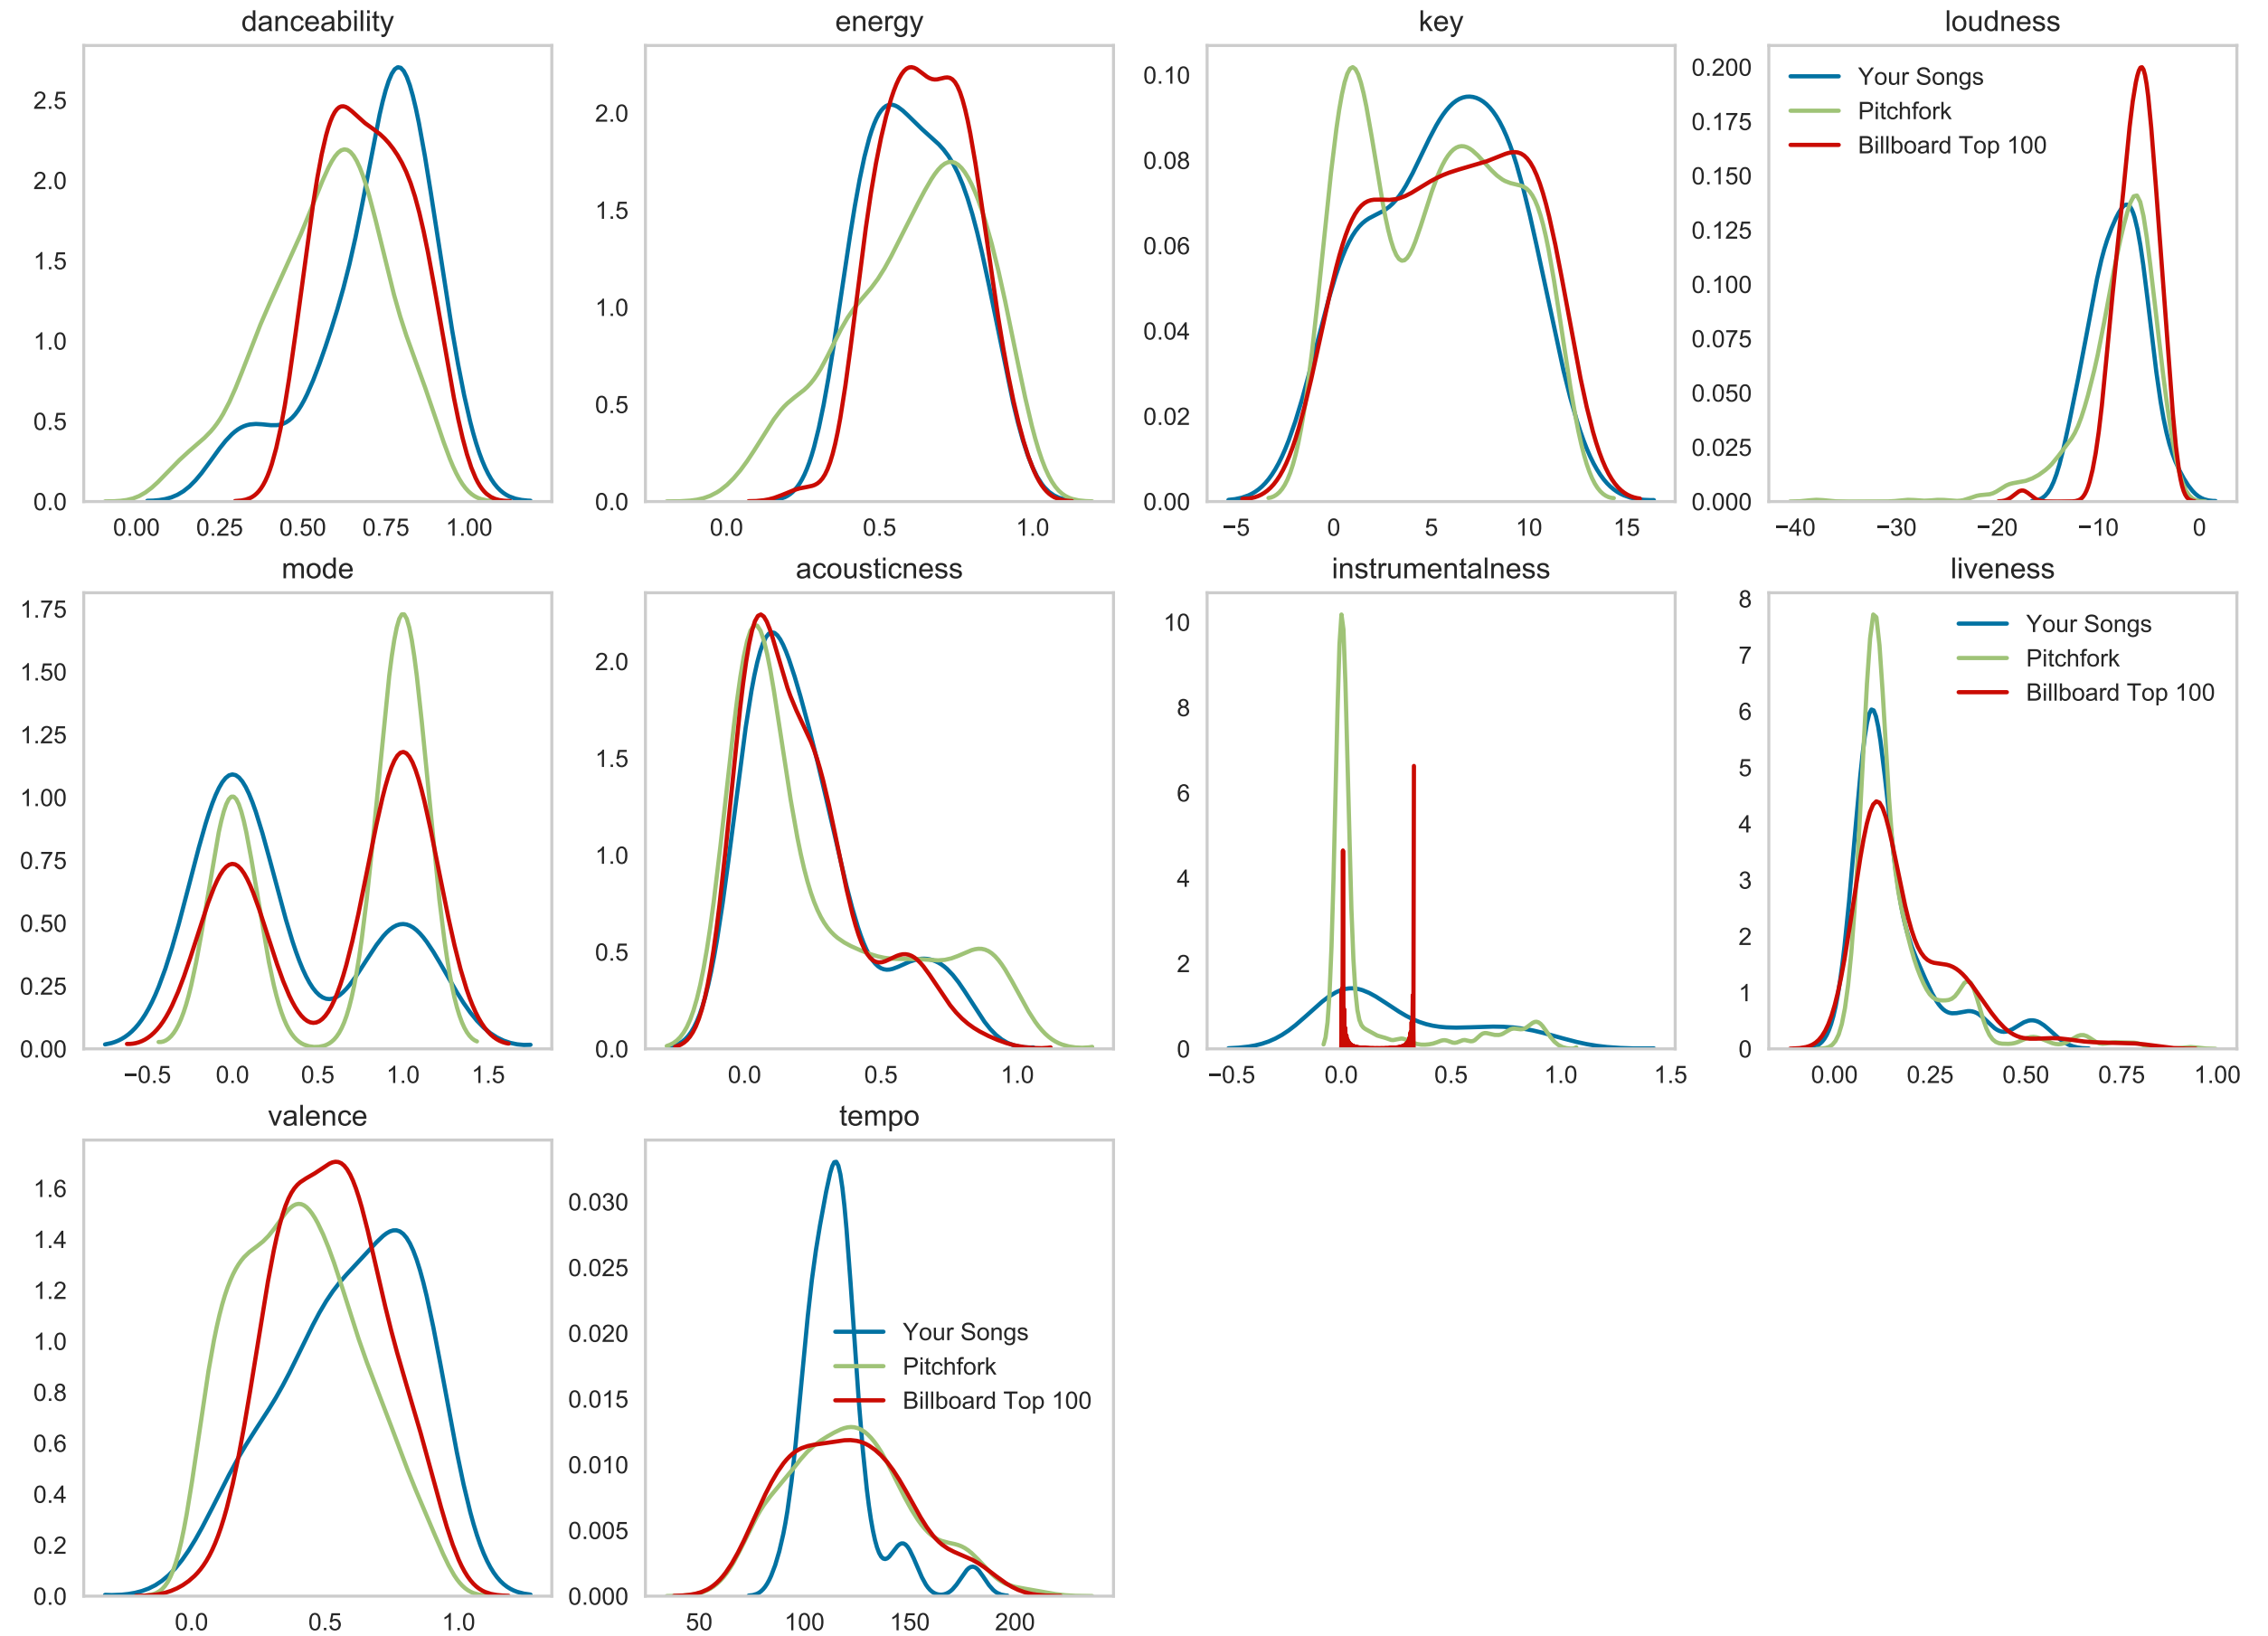 danceability
energy
key
loudness
2.5
2.0
1.5
1.0
0.5
0.0
0.00 0.25 0.50 0.75 1.00
2.0
1.5
1.0
0.5
0.0
0.0 0.5 1.0
0.10
0.08
0.06
0.04
0.02
0.00
−5 0 5 10 15
0.200
0.175
0.150
0.125
0.100
0.075
0.050
0.025
0.000
−40 −30 −20 −10 0
Your Songs
Pitchfork
Billboard Top 100
mode
acousticness
instrumentalness
liveness
1.75
1.50
1.25
1.00
0.75
0.50
0.25
0.00
−0.5 0.0 0.5 1.0 1.5
2.0
1.5
1.0
0.5
0.0
0.0 0.5 1.0
10
8
6
4
2
0
−0.5 0.0 0.5 1.0 1.5
8
7
6
5
4
3
2
1
0
0.00 0.25 0.50 0.75 1.00
Your Songs
Pitchfork
Billboard Top 100
valence
tempo
1.6
1.4
1.2
1.0
0.8
0.6
0.4
0.2
0.0
0.0 0.5 1.0
0.030
0.025
0.020
0.015
0.010
0.005
0.000
50 100 150 200
Your Songs
Pitchfork
Billboard Top 100